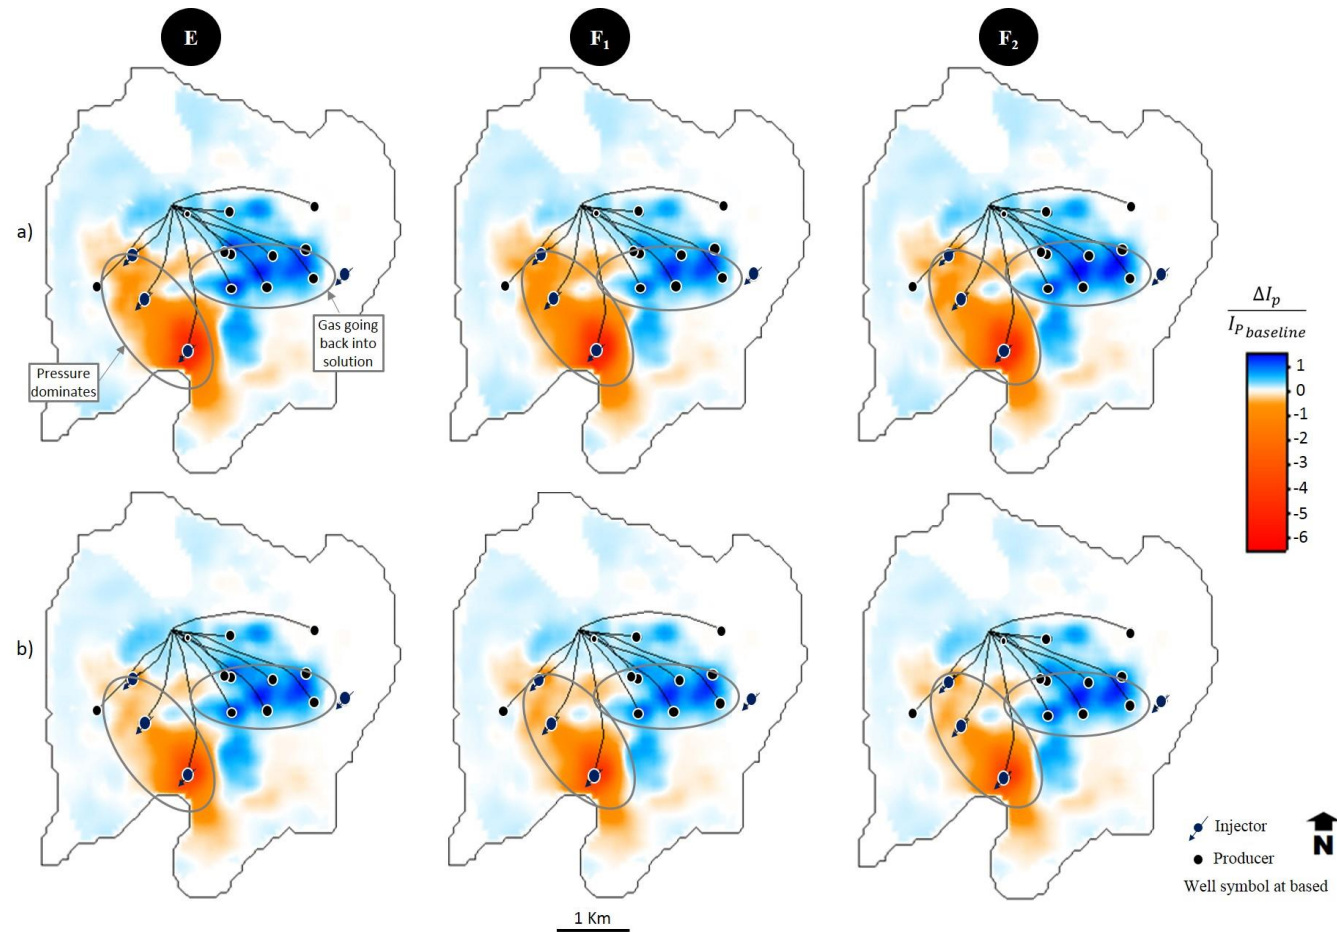 E
F₁
F₂
a)
Gas going
back into
solution
Pressure
dominates
ΔIₚ
I_P baseline
1
0
-1
-2
-3
-4
-5
-6
b)
Injector
Producer
N
Well symbol at based
1 Km